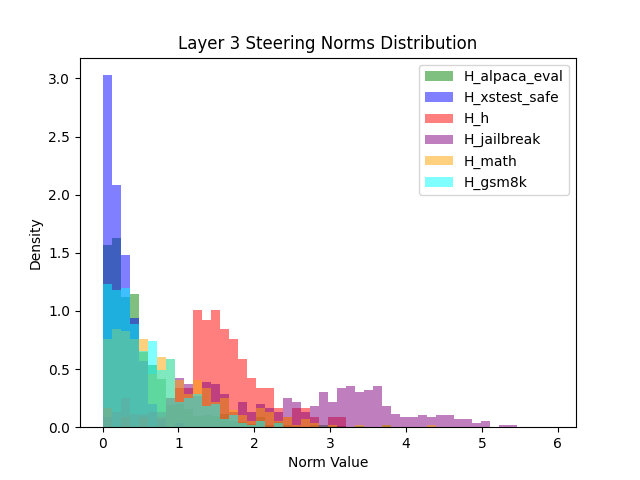 Layer 3 Steering Norms Distribution
H_alpaca_eval
H_xstest_safe
H_h
H_jailbreak
H_math
H_gsm8k
Density
3.0
2.5
2.0
1.5
1.0
0.5
0.0
0 1 2 3 4 5 6
Norm Value